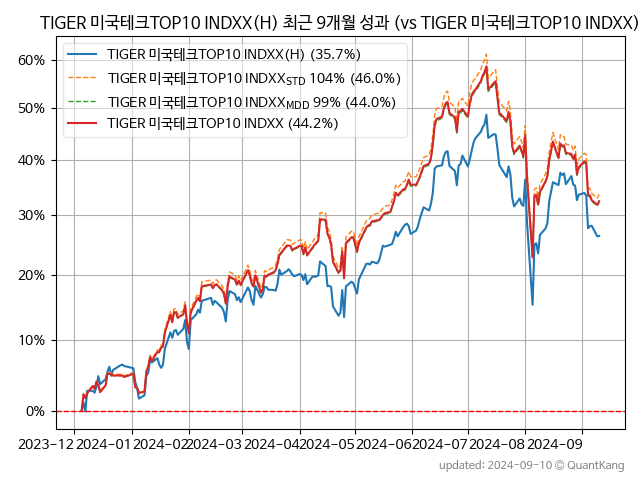 TIGER 미국테크TOP10 INDXX(H) 최근 9개월 성과 (vs TIGER 미국테크TOP10 INDXX)
TIGER 미국테크TOP10 INDXX(H) (35.7%)
TIGER 미국테크TOP10 INDXX_STD 104% (46.0%)
TIGER 미국테크TOP10 INDXX_MDD 99% (44.0%)
TIGER 미국테크TOP10 INDXX (44.2%)
60%
50%
40%
30%
20%
10%
0%
2023-12 2024-01 2024-02 2024-03 2024-04 2024-05 2024-06 2024-07 2024-08 2024-09
updated: 2024-09-10 © QuantKang